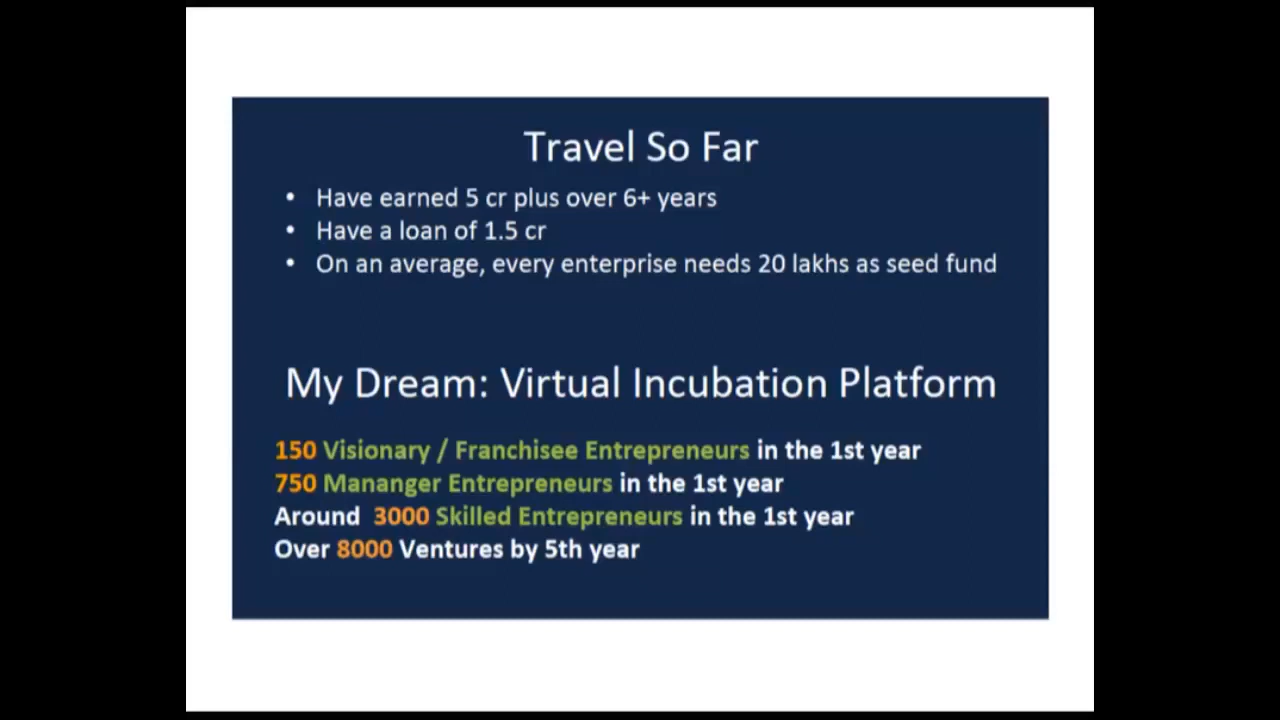 Travel So Far
• Have earned 5 cr plus over 6+ years
• Have a loan of 1.5 cr
• On an average, every enterprise needs 20 lakhs as seed fund
My Dream: Virtual Incubation Platform
150 Visionary / Franchisee Entrepreneurs in the 1st year
750 Mananger Entrepreneurs in the 1st year
Around 3000 Skilled Entrepreneurs in the 1st year
Over 8000 Ventures by 5th year